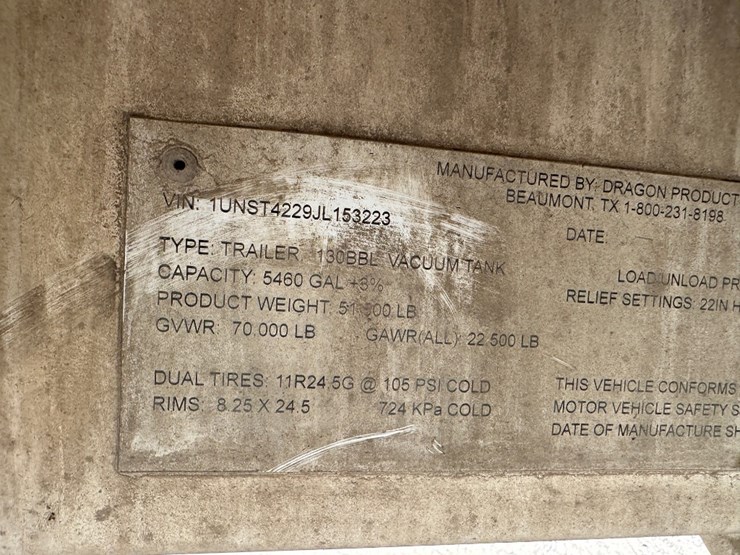 MANUFACTURED BY: DRAGON PRODUCT
BEAUMONT, TX 1-800-231-8198
VIN: 1UNST4229JL153223
DATE:
TYPE: TRAILER 130BBL VACUUM TANK
CAPACITY: 5460 GAL +3%
LOAD/UNLOAD PR
PRODUCT WEIGHT: LB
RELIEF SETTINGS: 22IN H
GVWR: 70.000 LB GAWR(ALL): 22.500 LB
DUAL TIRES: 11R24.5G @ 105 PSI COLD
THIS VEHICLE CONFORMS
RIMS: 8.25 X 24.5 724 KPa COLD
MOTOR VEHICLE SAFETY S
DATE OF MANUFACTURE SH